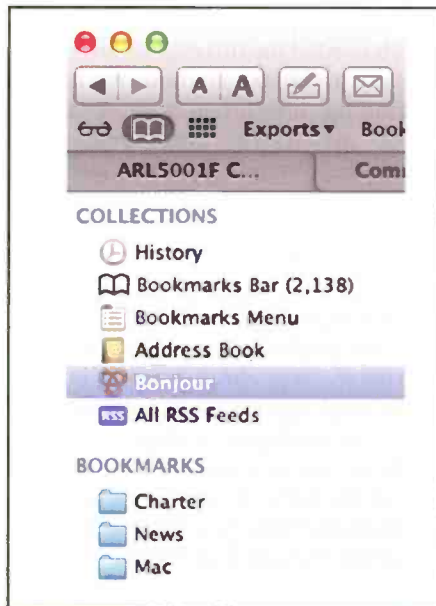 A A
Exports Book
ARL5001F C... Com
COLLECTIONS
History
Bookmarks Bar (2,138)
Bookmarks Menu
Address Book
Bonjour
RSS All RSS Feeds
BOOKMARKS
Charter
News
Mac